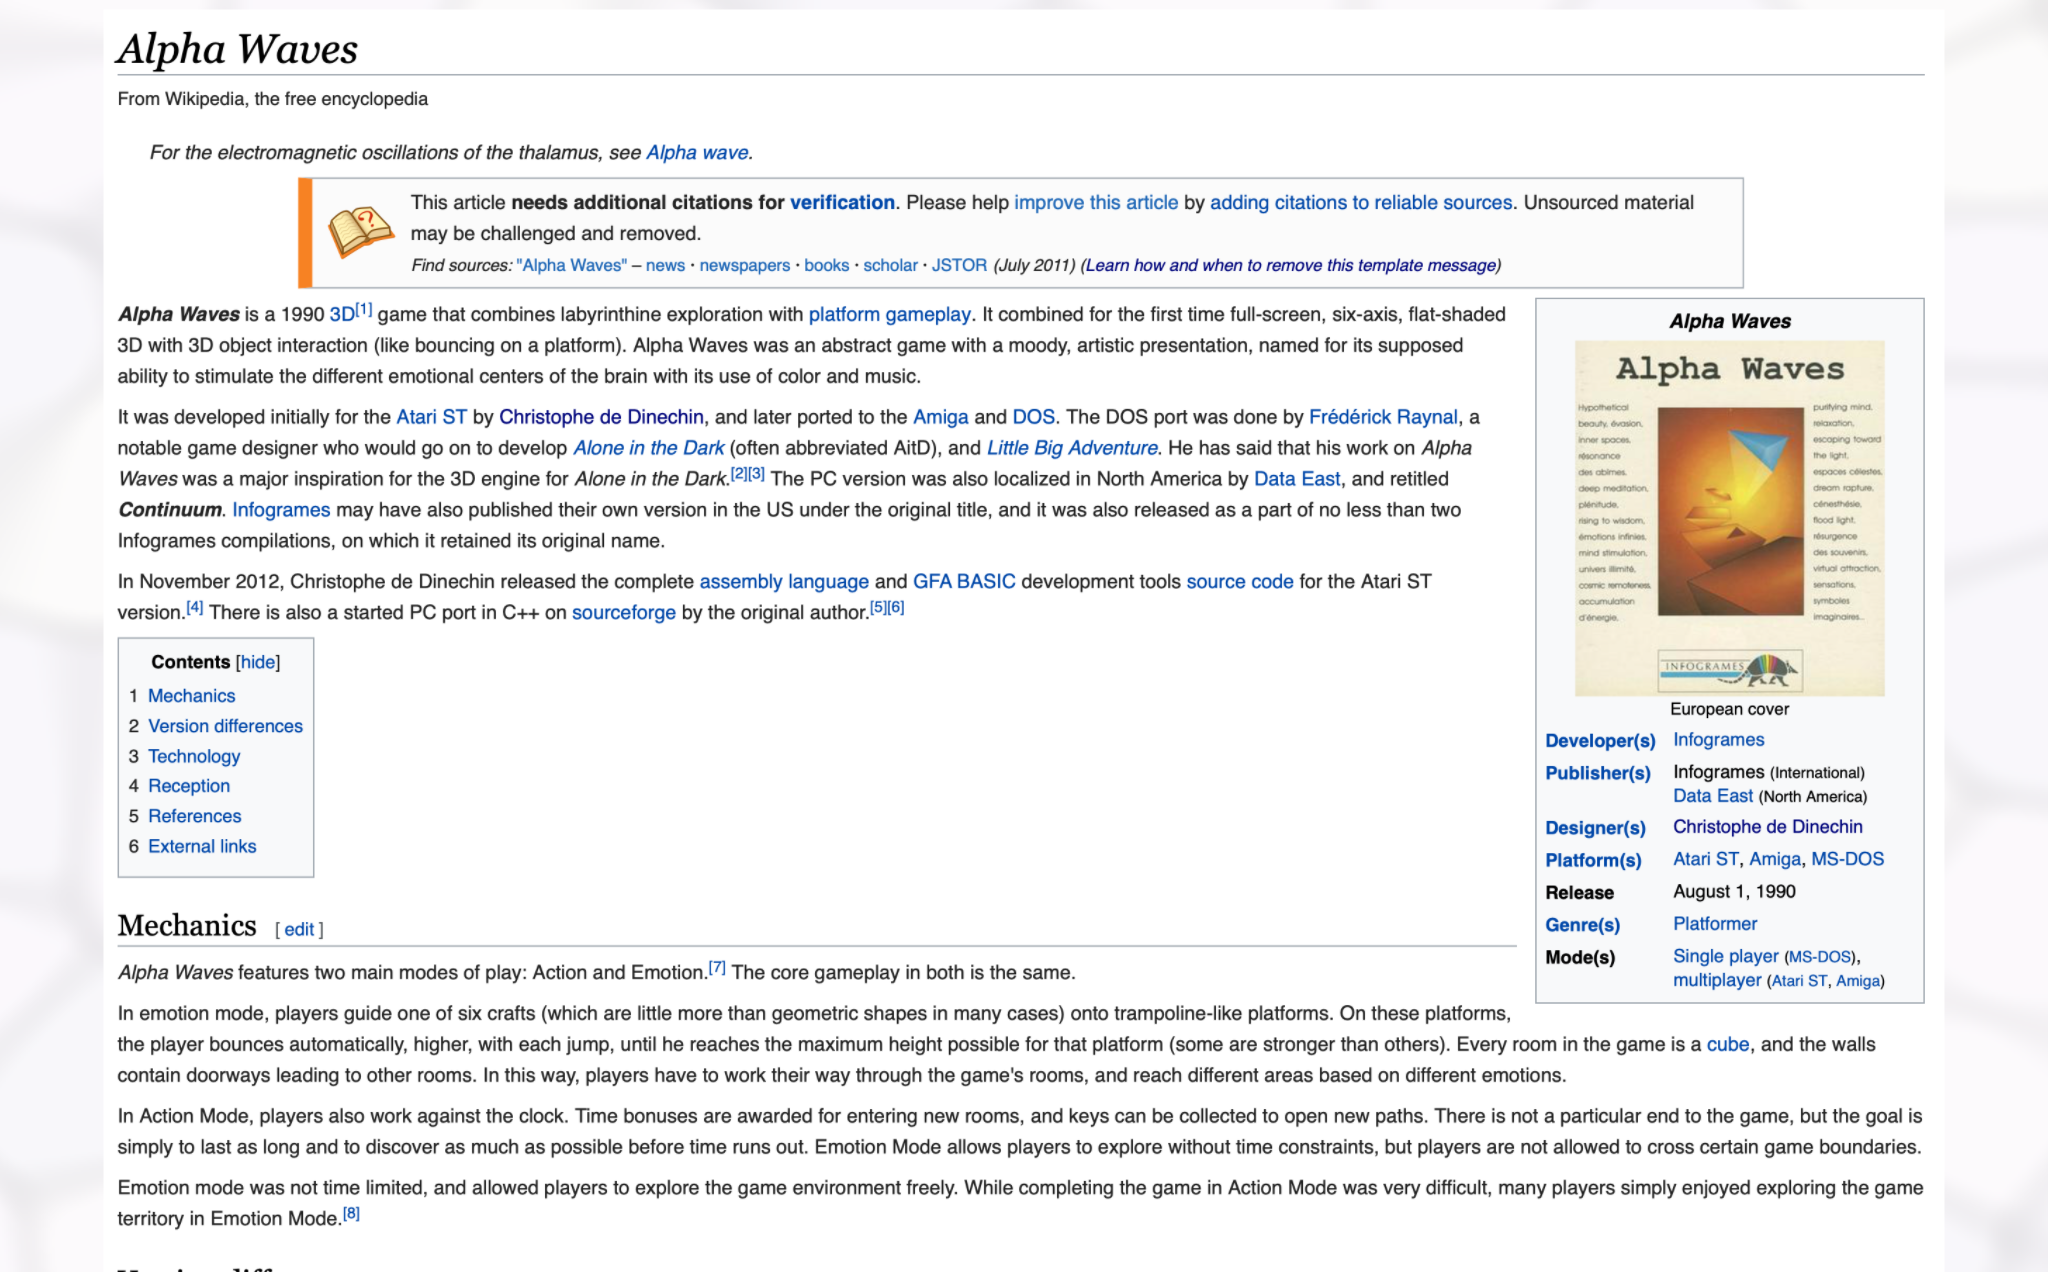 Alpha Waves
From Wikipedia, the free encyclopedia
For the electromagnetic oscillations of the thalamus, see Alpha wave.
This article needs additional citations for verification. Please help improve this article by adding citations to reliable sources. Unsourced material
may be challenged and removed.
Find sources: "Alpha Waves" – news · newspapers · books · scholar · JSTOR (July 2011) (Learn how and when to remove this template message)
Alpha Waves is a 1990 3D[1] game that combines labyrinthine exploration with platform gameplay. It combined for the first time full-screen, six-axis, flat-shaded
3D with 3D object interaction (like bouncing on a platform). Alpha Waves was an abstract game with a moody, artistic presentation, named for its supposed
ability to stimulate the different emotional centers of the brain with its use of color and music.
It was developed initially for the Atari ST by Christophe de Dinechin, and later ported to the Amiga and DOS. The DOS port was done by Frédérick Raynal, a
notable game designer who would go on to develop Alone in the Dark (often abbreviated AitD), and Little Big Adventure. He has said that his work on Alpha
Waves was a major inspiration for the 3D engine for Alone in the Dark.[2][3] The PC version was also localized in North America by Data East, and retitled
Continuum. Infogrames may have also published their own version in the US under the original title, and it was also released as a part of no less than two
Infogrames compilations, on which it retained its original name.
In November 2012, Christophe de Dinechin released the complete assembly language and GFA BASIC development tools source code for the Atari ST
version.[4] There is also a started PC port in C++ on sourceforge by the original author.[5][6]
Contents [hide]
1 Mechanics
2 Version differences
3 Technology
4 Reception
5 References
6 External links
Alpha Waves
Alpha Waves
Hypothetical
beauty, évasion,
inner spaces,
résonance
des abîmes,
deep meditation,
plénitude,
rising to wisdom,
émotions infinies,
mind stimulation,
univers illimité,
cosmic remoteness,
accumulation
d'énergie,
purifying mind,
relaxation,
escaping toward
the light,
espaces célestes,
dream rapture,
cénesthésie,
flood light,
résurgence
des souvenirs,
virtual attraction,
sensations,
symboles
imaginaires...
INFOGRAMES
European cover
Developer(s) Infogrames
Publisher(s) Infogrames (International)
Data East (North America)
Designer(s) Christophe de Dinechin
Platform(s) Atari ST, Amiga, MS-DOS
Release August 1, 1990
Genre(s) Platformer
Mode(s) Single player (MS-DOS),
multiplayer (Atari ST, Amiga)
Mechanics [ edit ]
Alpha Waves features two main modes of play: Action and Emotion.[7] The core gameplay in both is the same.
In emotion mode, players guide one of six crafts (which are little more than geometric shapes in many cases) onto trampoline-like platforms. On these platforms,
the player bounces automatically, higher, with each jump, until he reaches the maximum height possible for that platform (some are stronger than others). Every room in the game is a cube, and the walls
contain doorways leading to other rooms. In this way, players have to work their way through the game's rooms, and reach different areas based on different emotions.
In Action Mode, players also work against the clock. Time bonuses are awarded for entering new rooms, and keys can be collected to open new paths. There is not a particular end to the game, but the goal is
simply to last as long and to discover as much as possible before time runs out. Emotion Mode allows players to explore without time constraints, but players are not allowed to cross certain game boundaries.
Emotion mode was not time limited, and allowed players to explore the game environment freely. While completing the game in Action Mode was very difficult, many players simply enjoyed exploring the game
territory in Emotion Mode.[8]